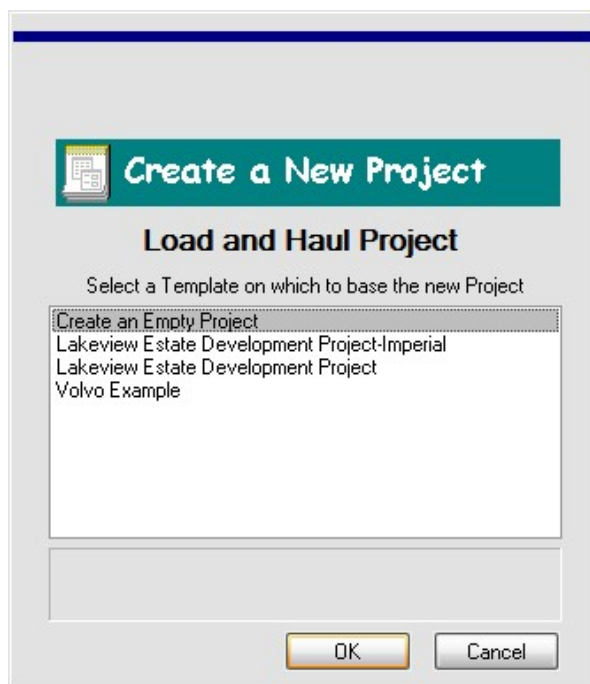 Create a New Project
Load and Haul Project
Select a Template on which to base the new Project
Create an Empty Project
Lakeview Estate Development Project-Imperial
Lakeview Estate Development Project
Volvo Example
OK
Cancel